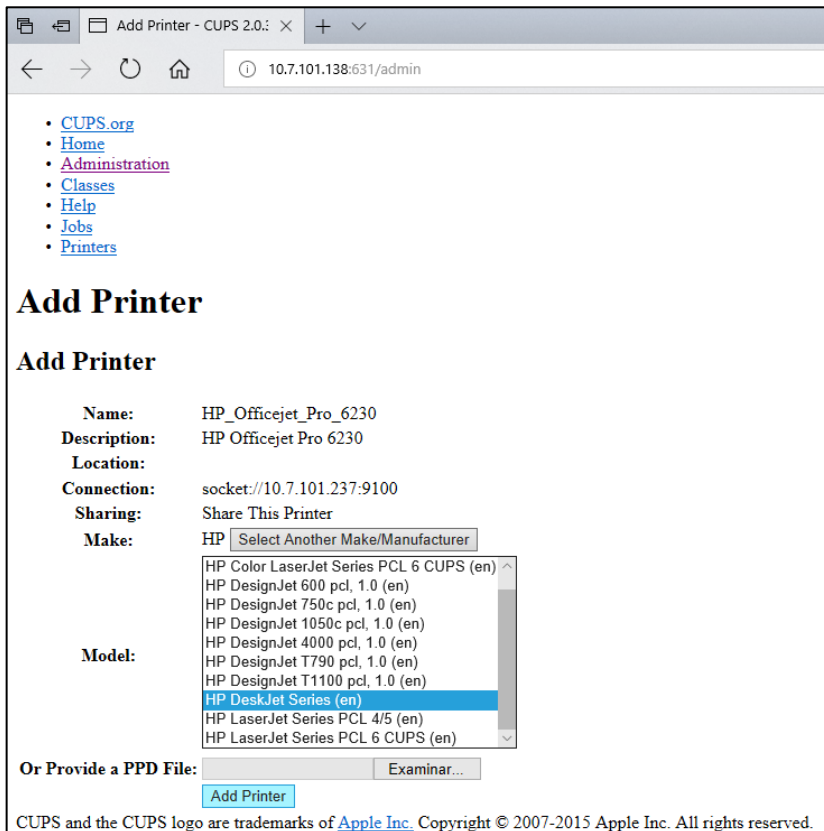 Add Printer - CUPS 2.0.:
10.7.101.138:631/admin
CUPS.org
Home
Administration
Classes
Help
Jobs
Printers
Add Printer
Add Printer
Name: HP_Officejet_Pro_6230
Description: HP Officejet Pro 6230
Location:
Connection: socket://10.7.101.237:9100
Sharing: Share This Printer
Make: HP Select Another Make/Manufacturer
Model:
HP Color LaserJet Series PCL 6 CUPS (en)
HP DesignJet 600 pcl, 1.0 (en)
HP DesignJet 750c pcl, 1.0 (en)
HP DesignJet 1050c pcl, 1.0 (en)
HP DesignJet 4000 pcl, 1.0 (en)
HP DesignJet T790 pcl, 1.0 (en)
HP DesignJet T1100 pcl, 1.0 (en)
HP DeskJet Series (en)
HP LaserJet Series PCL 4/5 (en)
HP LaserJet Series PCL 6 CUPS (en)
Or Provide a PPD File: Examinar...
Add Printer
CUPS and the CUPS logo are trademarks of Apple Inc. Copyright © 2007-2015 Apple Inc. All rights reserved.